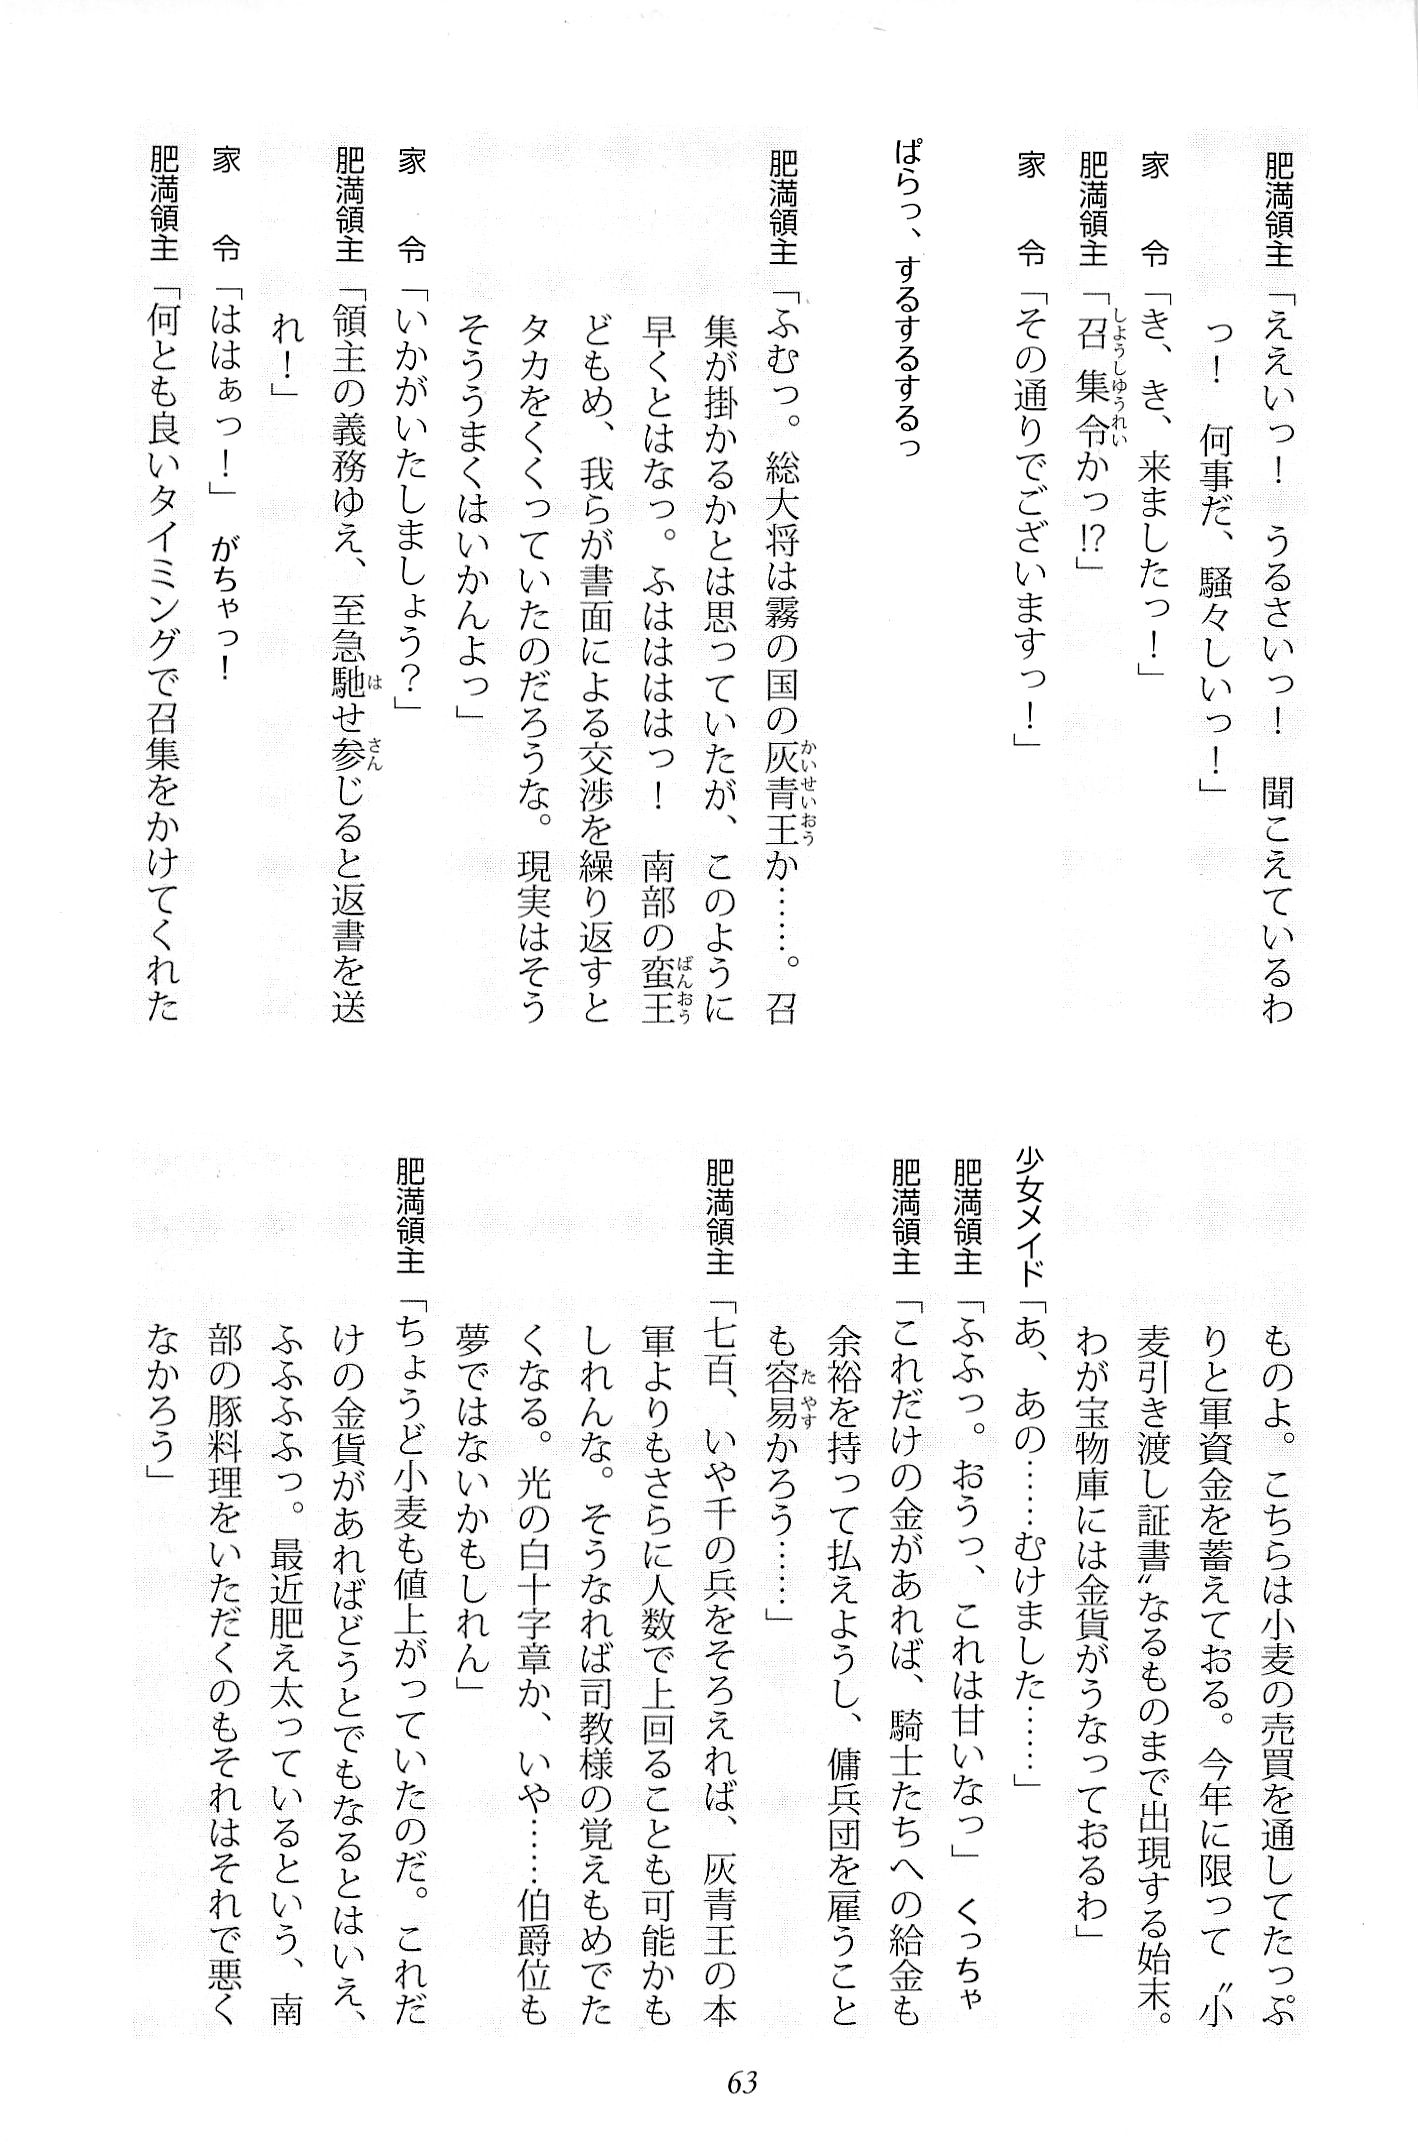 肥満領主「ええいっ！　うるさいっ！　聞こえているわ
っ！　何事だ、騒々しいっ！」
家　　令「き、き、来ましたっ！」
肥満領主「召集令かっ⁉」
家　　令「その通りでございますっ！」
ぱらっ、するするするっ
肥満領主「ふむっ。総大将は霧の国の灰青王か……。召
集が掛かるかとは思っていたが、このように
早くとはなっ。ふはははっ！　南部の蛮王
どもめ、我らが書面による交渉を繰り返すと
タカをくくっていたのだろうな。現実はそう
そううまくはいかんよっ」
家　　令「いかがいたしましょう？」
肥満領主「領主の義務ゆえ、至急馳せ参じると返書を送
れ！」
家　　令「ははぁっ！」　がちゃっ！
肥満領主「何とも良いタイミングで召集をかけてくれた
ものよ。こちらは小麦の売買を通してたっぷ
りと軍資金を蓄えておる。今年に限って〝小
麦引き渡し証書〟なるものまで出現する始末。
わが宝物庫には金貨がうなっておるわ」
少女メイド「あ、あの……むけました……」
肥満領主「ふふっ。おうっ、これは甘いなっ」　くっちゃ
肥満領主「これだけの金があれば、騎士たちへの給金も
余裕を持って払えようし、傭兵団を雇うこと
も容易かろう……」
肥満領主「七百、いや千の兵をそろえれば、灰青王の本
軍よりもさらに人数で上回ることも可能かも
しれんな。そうなれば司教様の覚えもめでた
くなる。光の白十字章か、いや……伯爵位も
夢ではないかもしれん」
肥満領主「ちょうど小麦も値上がっていたのだ。これだ
けの金貨があればどうとでもなるとはいえ、
ふふふふっ。最近肥え太っているという、南
部の豚料理をいただくのもそれはそれで悪く
なかろう」
63